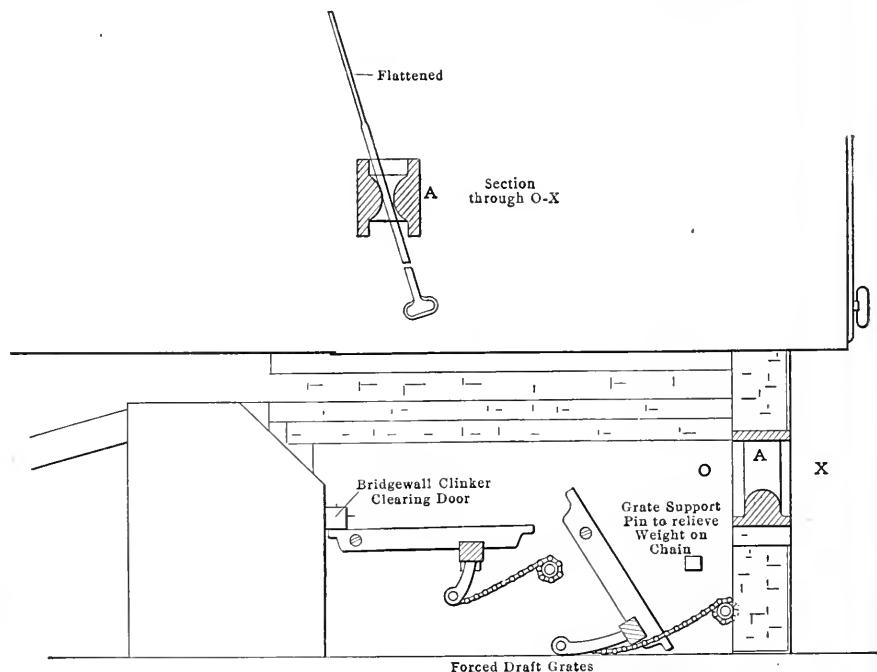 Flattened
A
Section
through O-X
A
O
X
Bridgewall Clinker
Clearing Door
Grate Support
Pin to relieve
Weight on
Chain
Forced Draft Grates